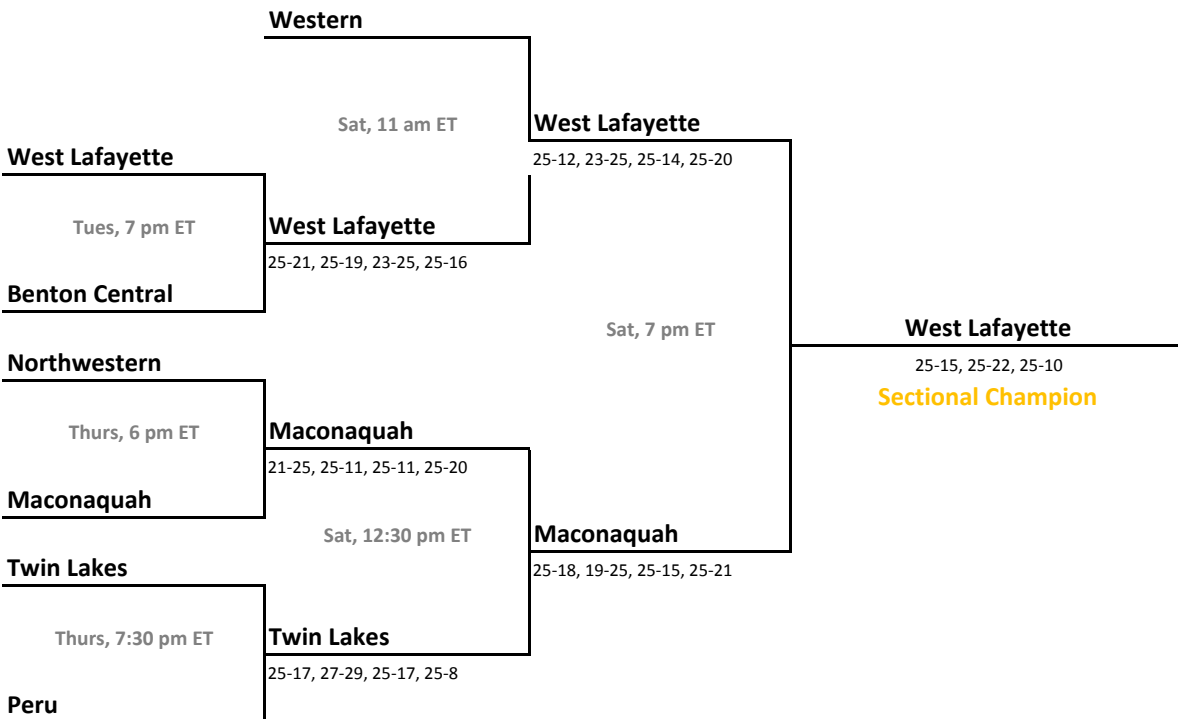 Western
Sat, 11 am ET
West Lafayette
25-12, 23-25, 25-14, 25-20
West Lafayette
Tues, 7 pm ET
West Lafayette
25-21, 25-19, 23-25, 25-16
Benton Central
Sat, 7 pm ET
West Lafayette
25-15, 25-22, 25-10
Sectional Champion
Northwestern
Thurs, 6 pm ET
Maconaquah
21-25, 25-11, 25-11, 25-20
Maconaquah
Sat, 12:30 pm ET
Maconaquah
25-18, 19-25, 25-15, 25-21
Twin Lakes
Thurs, 7:30 pm ET
Twin Lakes
25-17, 27-29, 25-17, 25-8
Peru